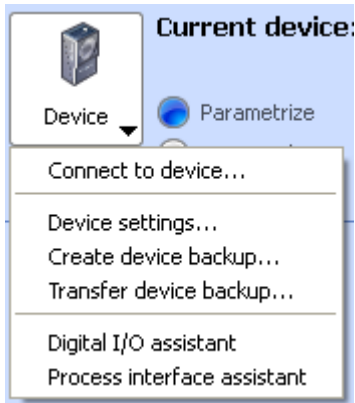 Current device:
Device
Parametrize
Connect to device...
Device settings...
Create device backup...
Transfer device backup...
Digital I/O assistant
Process interface assistant